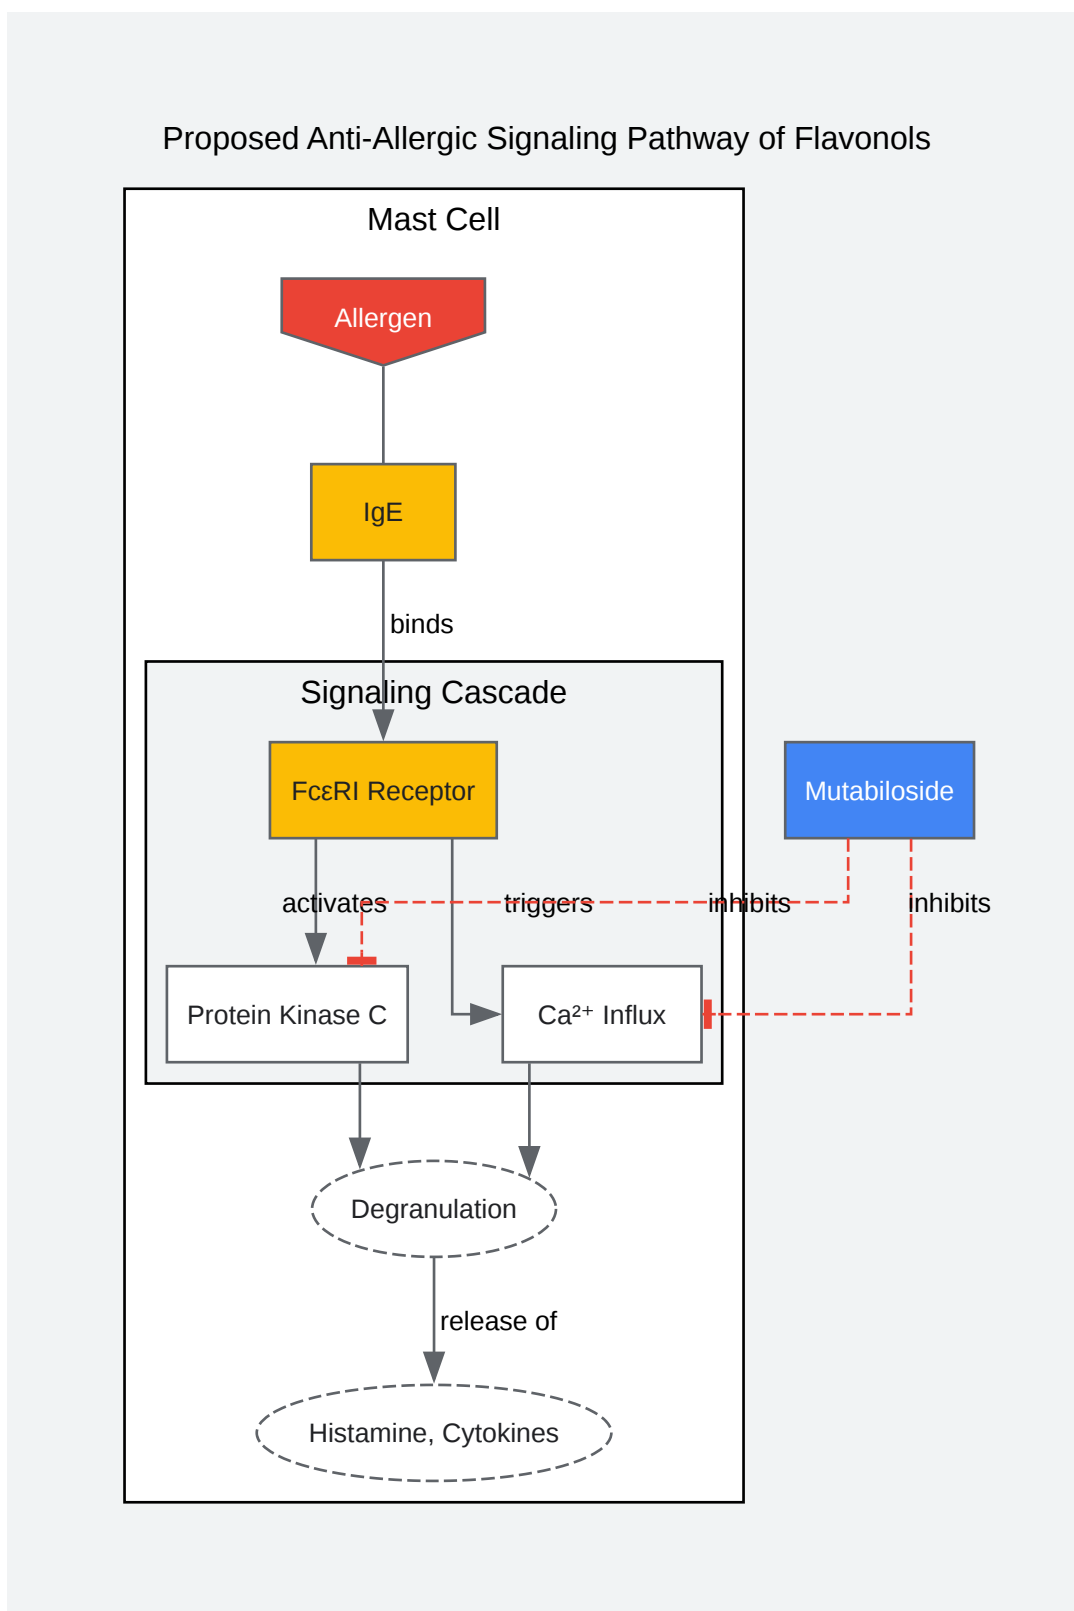 Proposed Anti-Allergic Signaling Pathway of Flavonols
Mast Cell
Allergen
IgE
binds
Signaling Cascade
FcεRI Receptor
Mutabiloside
activates
triggers
inhibits
inhibits
Protein Kinase C
Ca²⁺ Influx
Degranulation
release of
Histamine, Cytokines